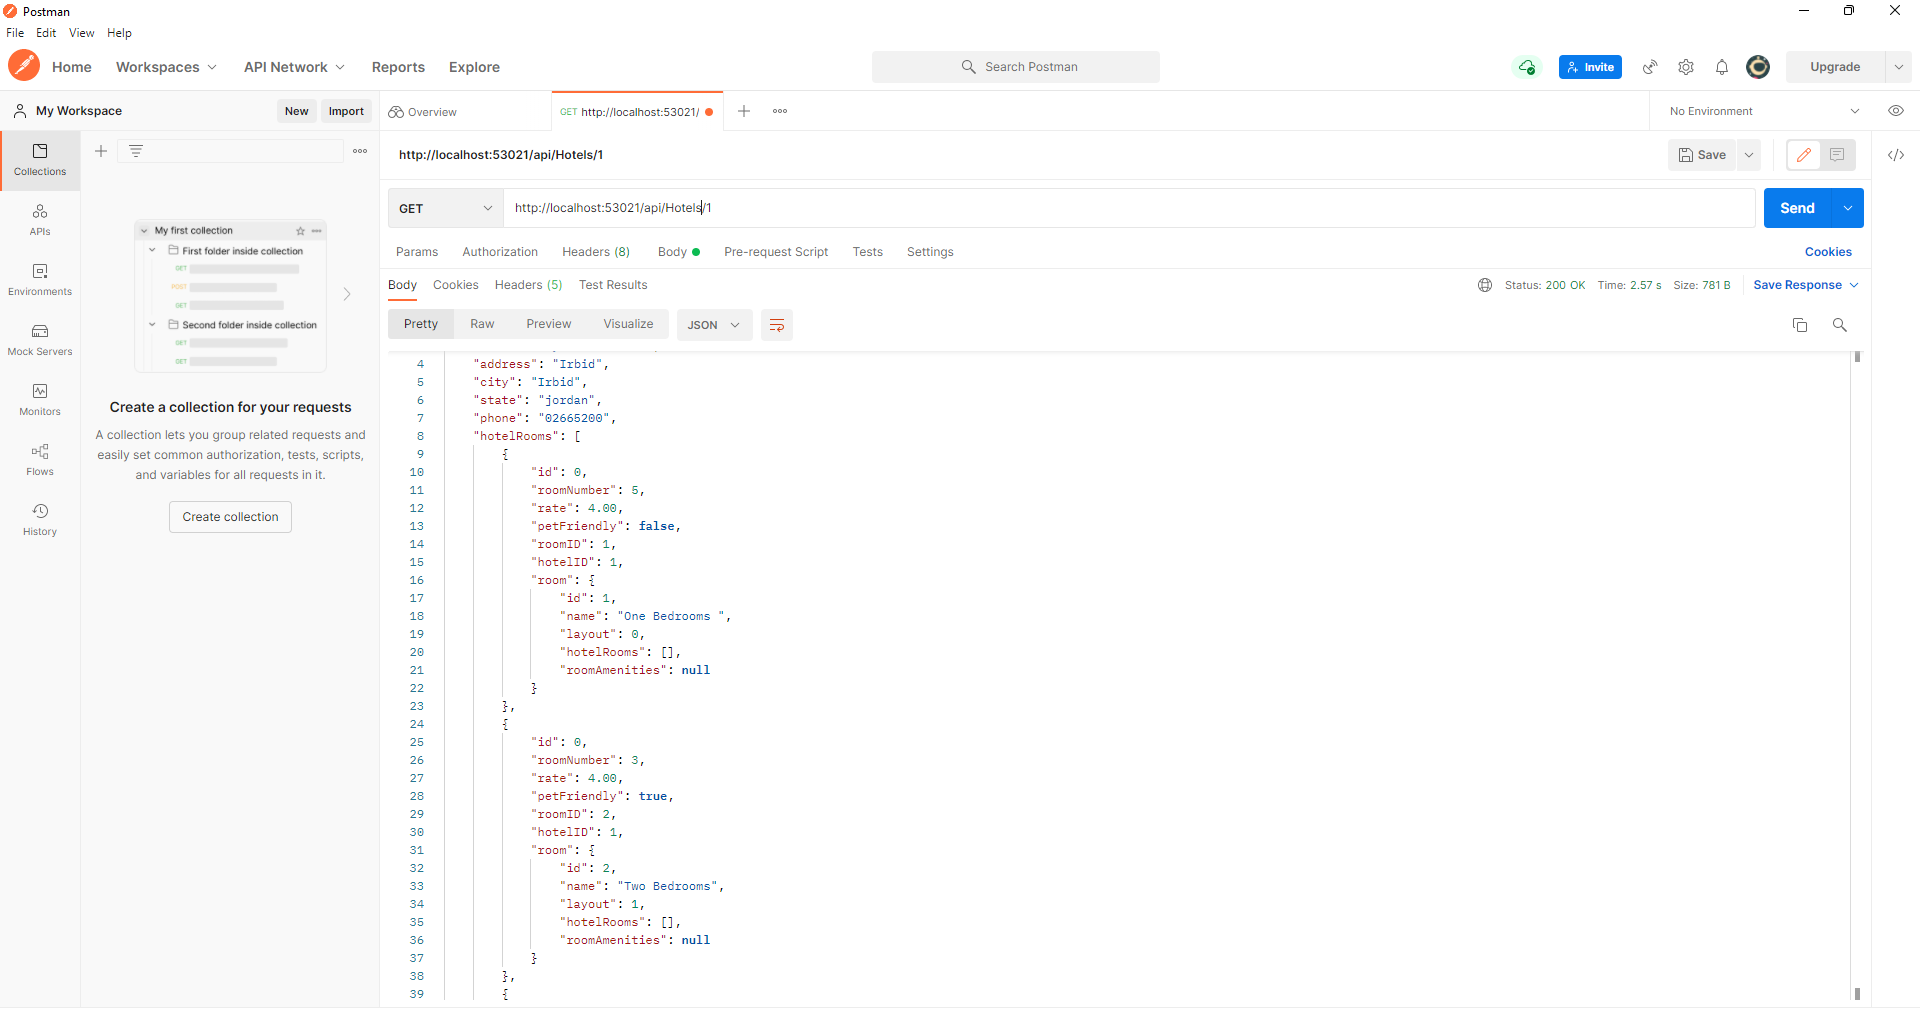 Postman
File Edit View Help
Home Workspaces API Network Reports Explore
Search Postman
Invite
Upgrade
My Workspace
New Import
Overview
GET http://localhost:53021/
No Environment
http://localhost:53021/api/Hotels/1
Save
GET
http://localhost:53021/api/Hotels/1
Send
Params Authorization Headers (8) Body Pre-request Script Tests Settings
Cookies
Body Cookies Headers (5) Test Results
Status: 200 OK Time: 2.57 s Size: 781 B
Save Response
Pretty Raw Preview Visualize
JSON
Collections
APIs
Environments
Mock Servers
Monitors
Flows
History
My first collection
First folder inside collection
GET
POST
GET
Second folder inside collection
GET
GET
Create a collection for your requests
A collection lets you group related requests and
easily set common authorization, tests, scripts,
and variables for all requests in it.
Create collection
4 "address": "Irbid",
5 "city": "Irbid",
6 "state": "jordan",
7 "phone": "02665200",
8 "hotelRooms": [
9 {
10 "id": 0,
11 "roomNumber": 5,
12 "rate": 4.00,
13 "petFriendly": false,
14 "roomID": 1,
15 "hotelID": 1,
16 "room": {
17 "id": 1,
18 "name": "One Bedrooms ",
19 "layout": 0,
20 "hotelRooms": [],
21 "roomAmenities": null
22 }
23 },
24 {
25 "id": 0,
26 "roomNumber": 3,
27 "rate": 4.00,
28 "petFriendly": true,
29 "roomID": 2,
30 "hotelID": 1,
31 "room": {
32 "id": 2,
33 "name": "Two Bedrooms",
34 "layout": 1,
35 "hotelRooms": [],
36 "roomAmenities": null
37 }
38 },
39 {